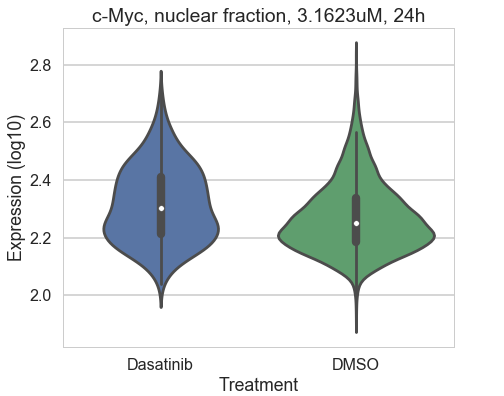 c-Myc, nuclear fraction, 3.1623uM, 24h
Expression (log10)
2.8
2.6
2.4
2.2
2.0
Dasatinib DMSO
Treatment